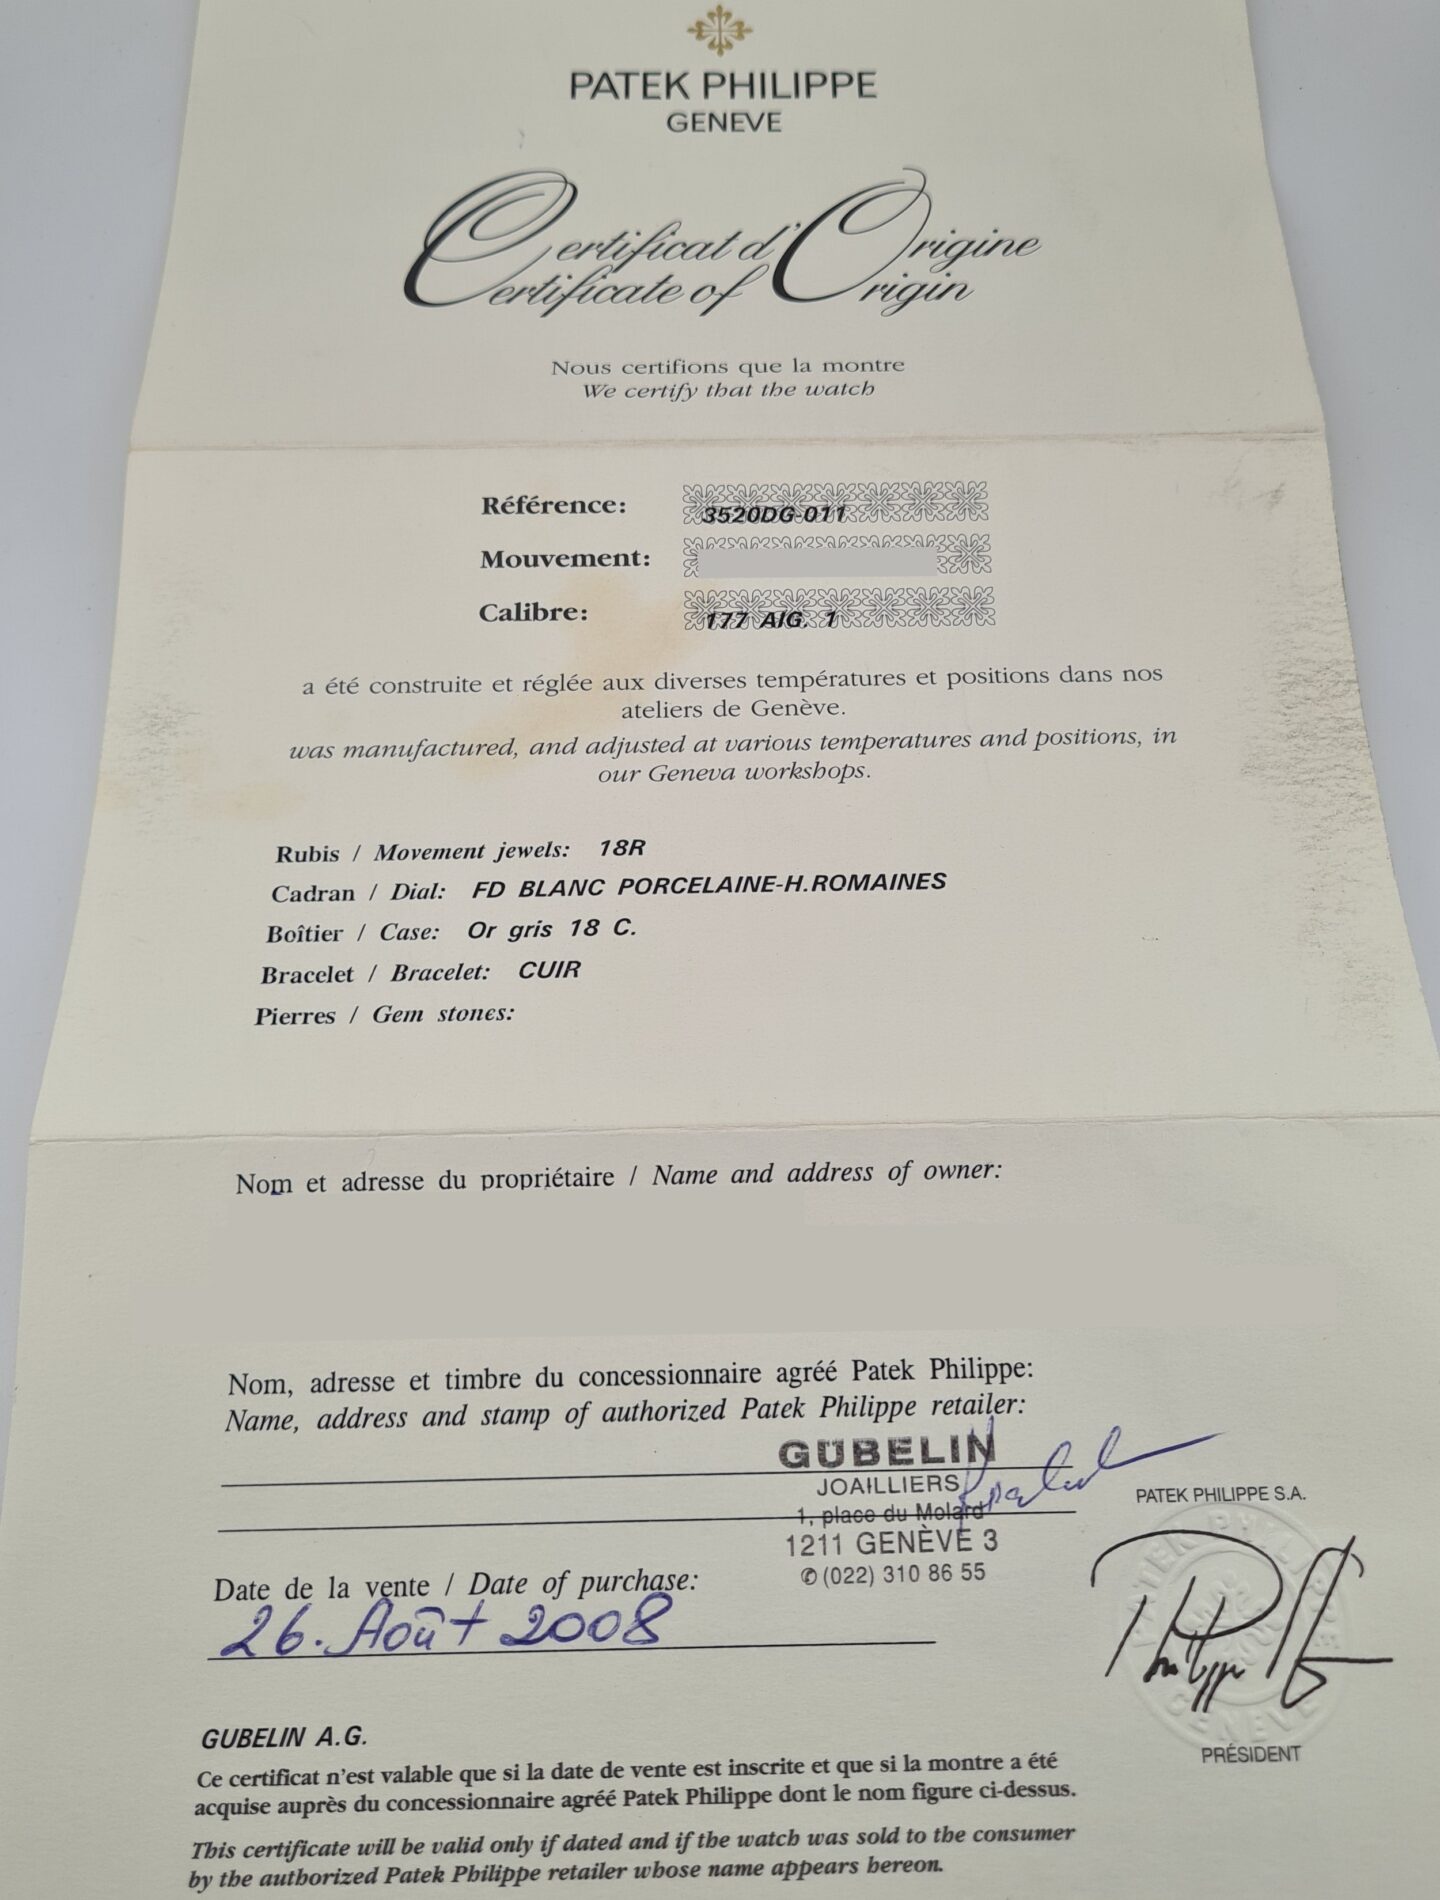 PATEK PHILIPPE
GENEVE
Certificat d'Origine
Certificate of Origin
Nous certifions que la montre
We certify that the watch
Référence: 3520DG-011
Mouvement:
Calibre: 177 AIG. 1
a été construite et réglée aux diverses températures et positions dans nos
ateliers de Genève.
was manufactured, and adjusted at various temperatures and positions, in
our Geneva workshops.
Rubis / Movement jewels: 18R
Cadran / Dial: FD BLANC PORCELAINE-H.ROMAINES
Boîtier / Case: Or gris 18 C.
Bracelet / Bracelet: CUIR
Pierres / Gem stones:
Nom et adresse du propriétaire / Name and address of owner:
Nom, adresse et timbre du concessionnaire agréé Patek Philippe:
Name, address and stamp of authorized Patek Philippe retailer:
GÜBELIN
JOAILLIERS
1, place du Molard
1211 GENÈVE 3
✆ (022) 310 86 55
PATEK PHILIPPE S.A.
PATEK PHILIPPE
GENEVE
PRÉSIDENT
Date de la vente / Date of purchase:
26. Août 2008
GUBELIN A.G.
Ce certificat n'est valable que si la date de vente est inscrite et que si la montre a été
acquise auprès du concessionnaire agréé Patek Philippe dont le nom figure ci-dessus.
This certificate will be valid only if dated and if the watch was sold to the consumer
by the authorized Patek Philippe retailer whose name appears hereon.